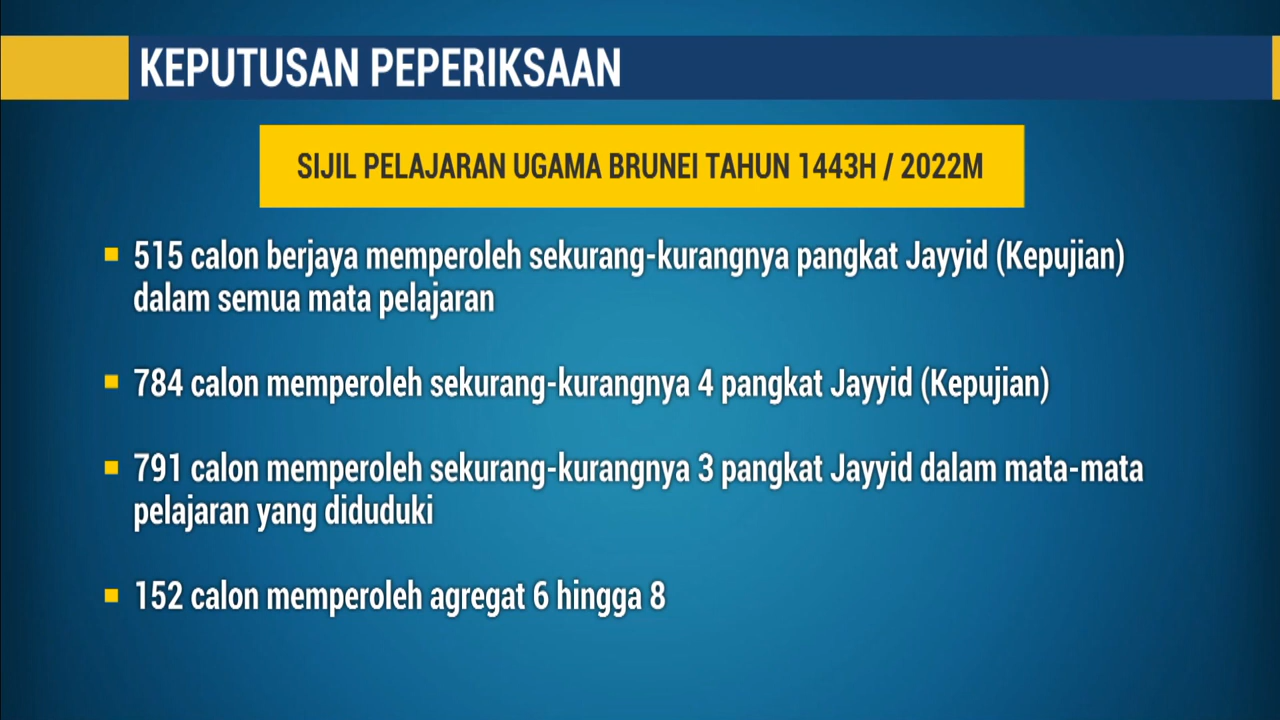 KEPUTUSAN PEPERIKSAAN
SIJIL PELAJARAN UGAMA BRUNEI TAHUN 1443H / 2022M
515 calon berjaya memperoleh sekurang-kurangnya pangkat Jayyid (Kepujian)
dalam semua mata pelajaran
784 calon memperoleh sekurang-kurangnya 4 pangkat Jayyid (Kepujian)
791 calon memperoleh sekurang-kurangnya 3 pangkat Jayyid dalam mata-mata
pelajaran yang diduduki
152 calon memperoleh agregat 6 hingga 8